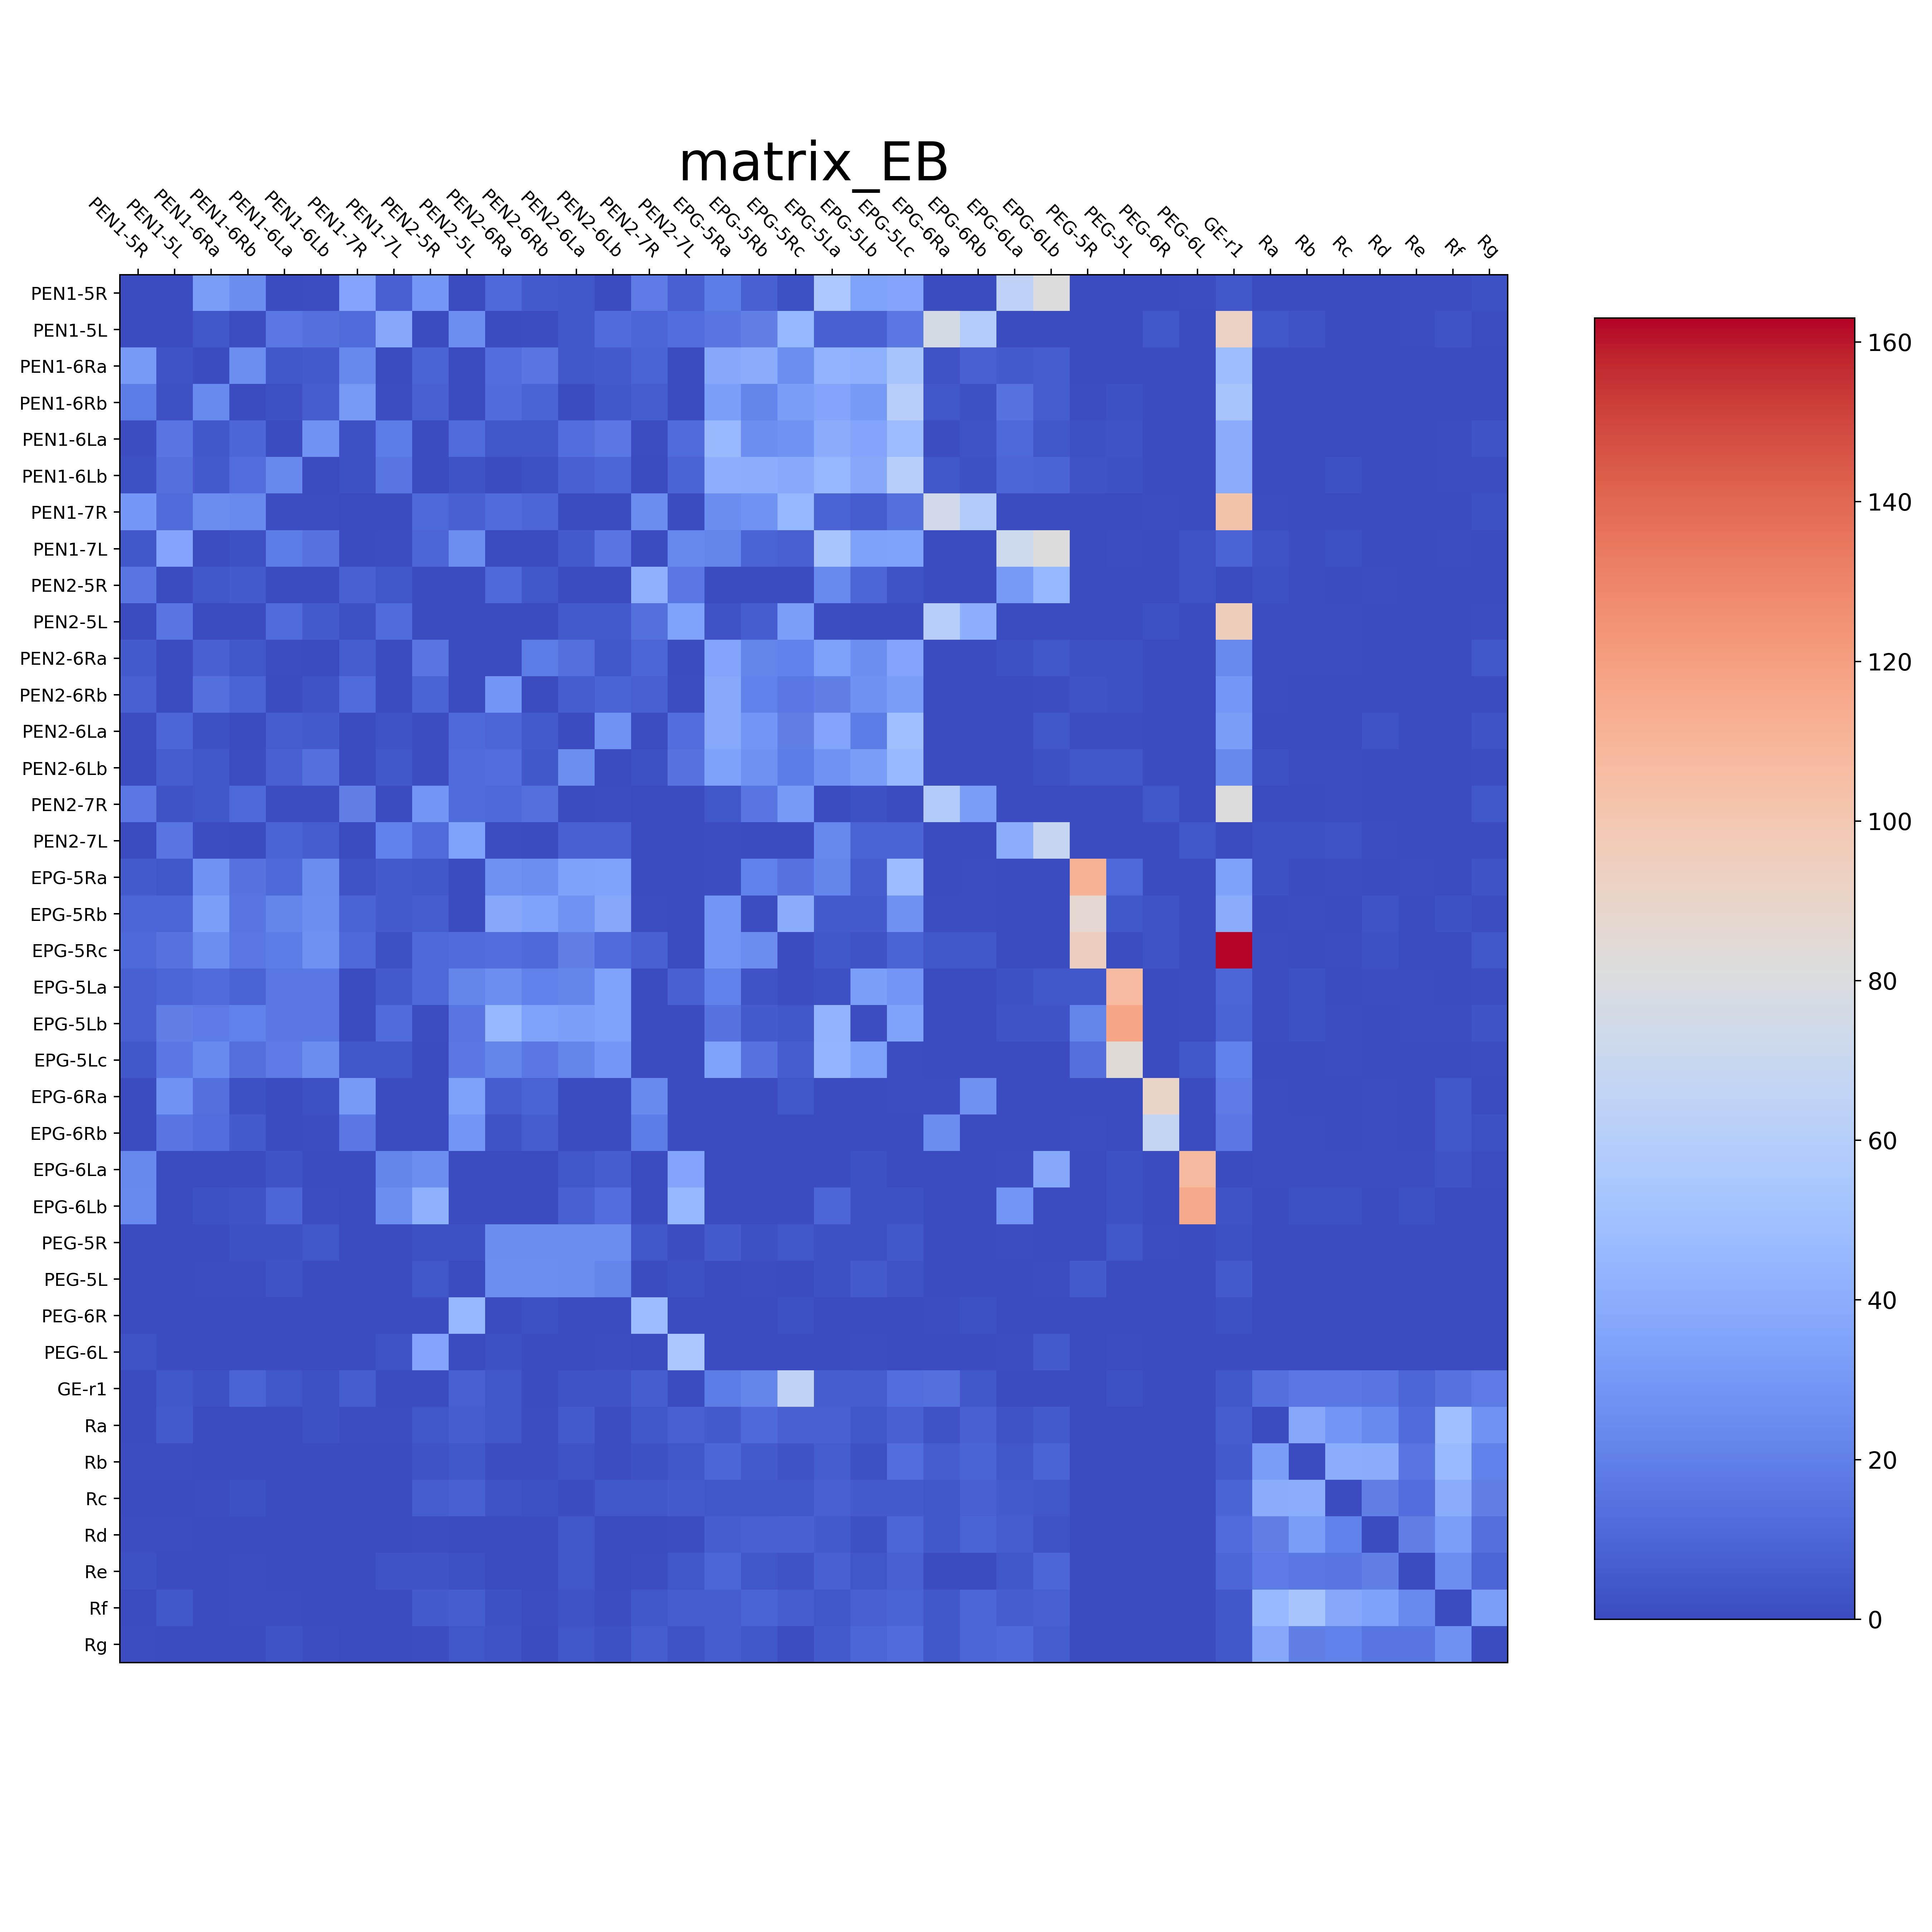 matrix_EB
PEN1-5R
PEN1-5L
PEN1-6Ra
PEN1-6Rb
PEN1-6La
PEN1-6Lb
PEN1-7R
PEN1-7L
PEN2-5R
PEN2-5L
PEN2-6Ra
PEN2-6Rb
PEN2-6La
PEN2-6Lb
PEN2-7R
PEN2-7L
EPG-5Ra
EPG-5Rb
EPG-5Rc
EPG-5La
EPG-5Lb
EPG-5Lc
EPG-6Ra
EPG-6Rb
EPG-6La
EPG-6Lb
PEG-5R
PEG-5L
PEG-6R
PEG-6L
GE-r1
Ra
Rb
Rc
Rd
Re
Rf
Rg
PEN1-5R
PEN1-5L
PEN1-6Ra
PEN1-6Rb
PEN1-6La
PEN1-6Lb
PEN1-7R
PEN1-7L
PEN2-5R
PEN2-5L
PEN2-6Ra
PEN2-6Rb
PEN2-6La
PEN2-6Lb
PEN2-7R
PEN2-7L
EPG-5Ra
EPG-5Rb
EPG-5Rc
EPG-5La
EPG-5Lb
EPG-5Lc
EPG-6Ra
EPG-6Rb
EPG-6La
EPG-6Lb
PEG-5R
PEG-5L
PEG-6R
PEG-6L
GE-r1
Ra
Rb
Rc
Rd
Re
Rf
Rg
160
140
120
100
80
60
40
20
0